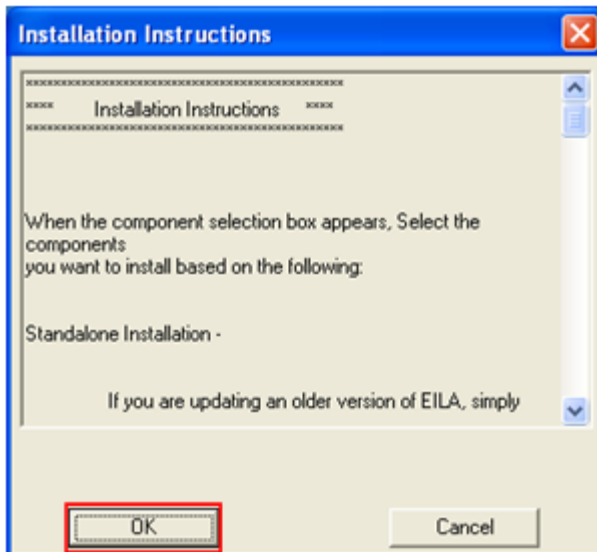 Installation Instructions
*********************************************
**** Installation Instructions ****
*********************************************
When the component selection box appears, Select the
components
you want to install based on the following:
Standalone Installation -
If you are updating an older version of EILA, simply
OK
Cancel